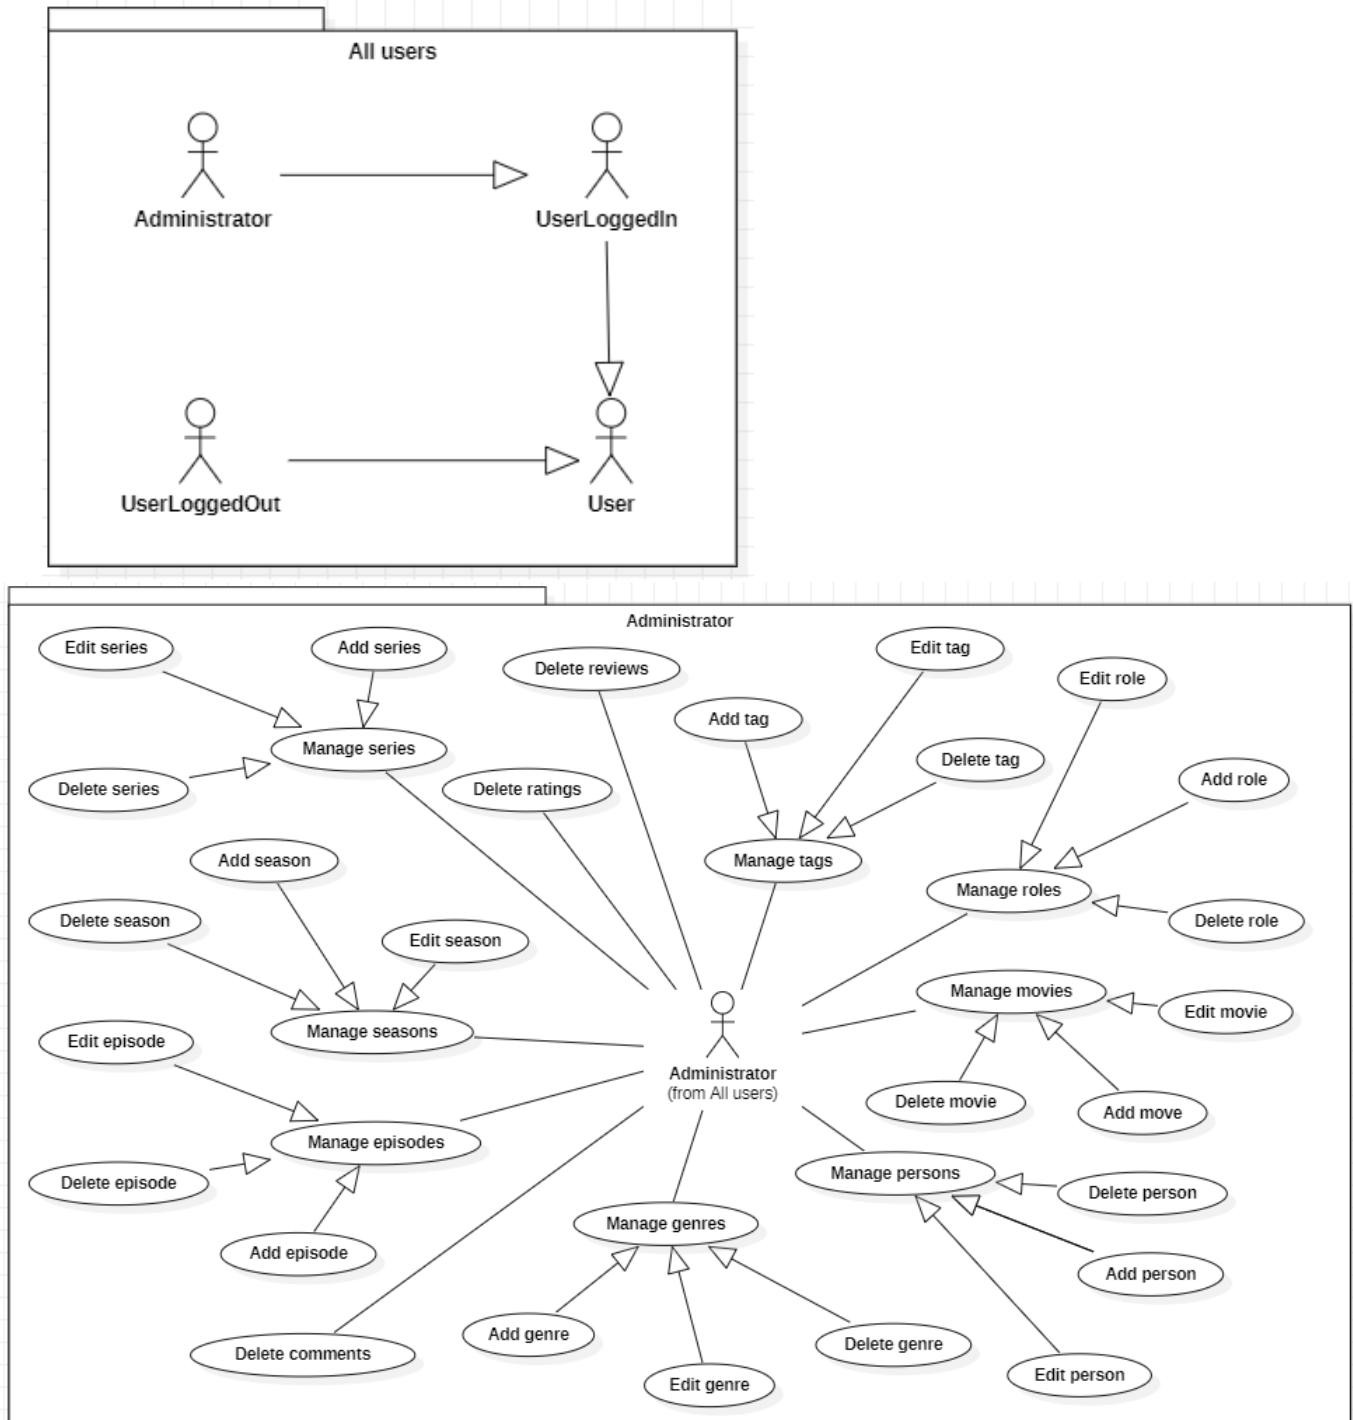 All users
Administrator
UserLoggedIn
UserLoggedOut
User
Administrator
Edit series
Add series
Delete reviews
Edit tag
Edit role
Add tag
Manage series
Delete tag
Delete series
Delete ratings
Add role
Add season
Manage tags
Manage roles
Delete season
Delete role
Edit season
Manage movies
Edit movie
Manage seasons
Edit episode
Administrator
(from All users)
Delete movie
Add move
Manage episodes
Manage persons
Delete episode
Delete person
Manage genres
Add episode
Add person
Add genre
Delete genre
Delete comments
Edit person
Edit genre